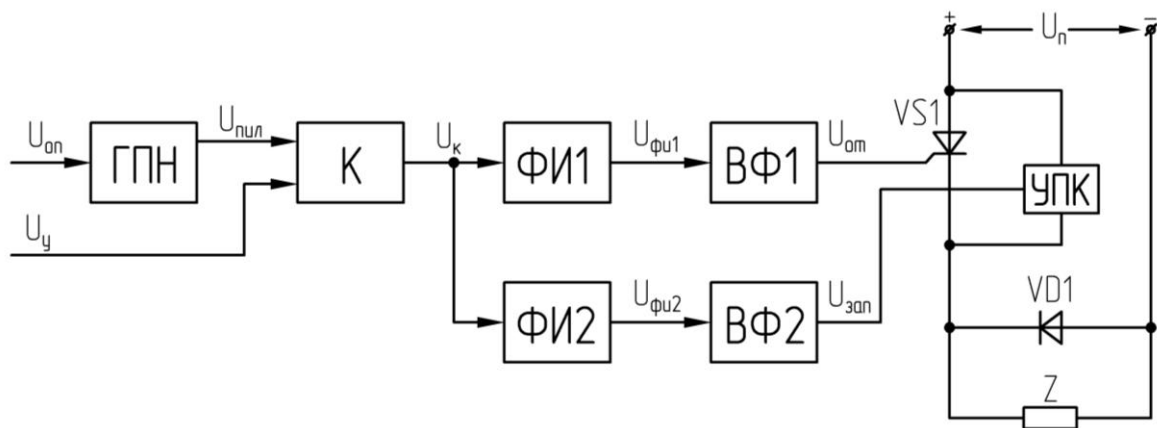 + Uп −
VS1
Uоп ГПН Uпил К Uк ФИ1 Uфи1 ВФ1 Uот
УПК
Uу
ФИ2 Uфи2 ВФ2 Uзап
VD1
Z